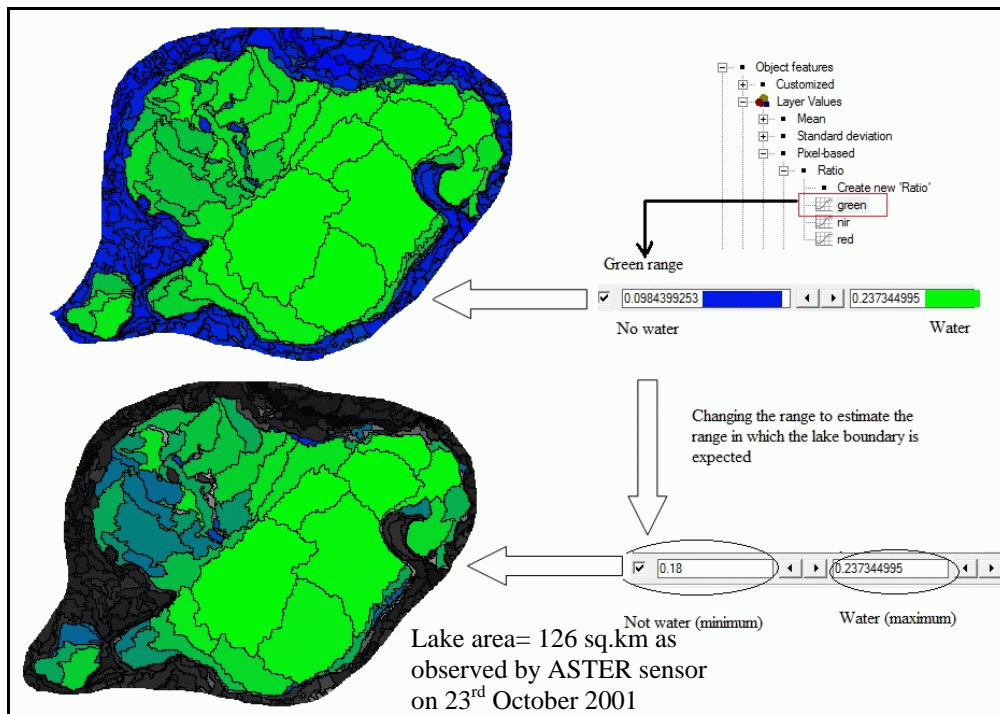 Object features
Customized
Layer Values
Mean
Standard deviation
Pixel-based
Ratio
Create new 'Ratio'
green
nir
red
Green range
0.0984399253
0.237344995
No water
Water
Changing the range to estimate the
range in which the lake boundary is
expected
0.18
0.237344995
Not water (minimum)
Water (maximum)
Lake area= 126 sq.km as
observed by ASTER sensor
on 23rd October 2001